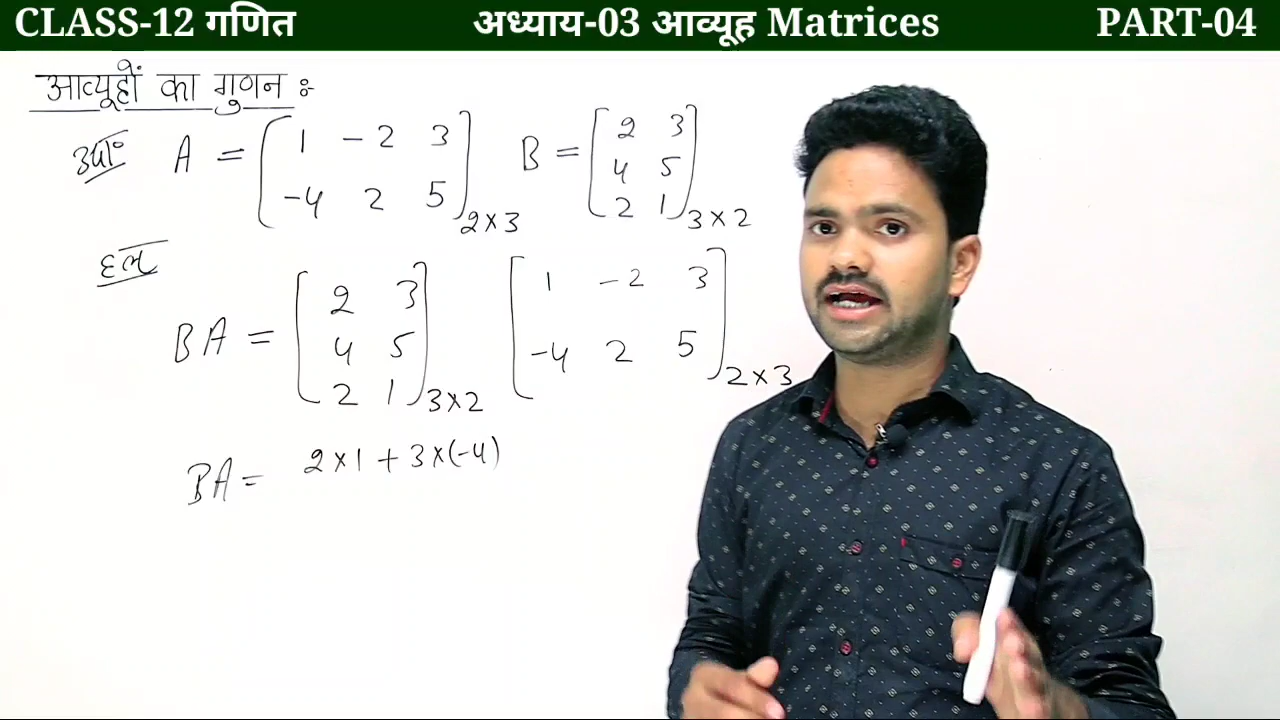 CLASS-12 गणित अध्याय-03 आव्यूह Matrices PART-04
आव्यूहों का गुणन :-
उदाः A = [1 -2 3 B = [2 3
-4 2 5]2×3 4 5
2 1]3×2
हल
BA = [2 3 [1 -2 3
4 5 -4 2 5]2×3
2 1]3×2
BA = 2×1 + 3×(-4)